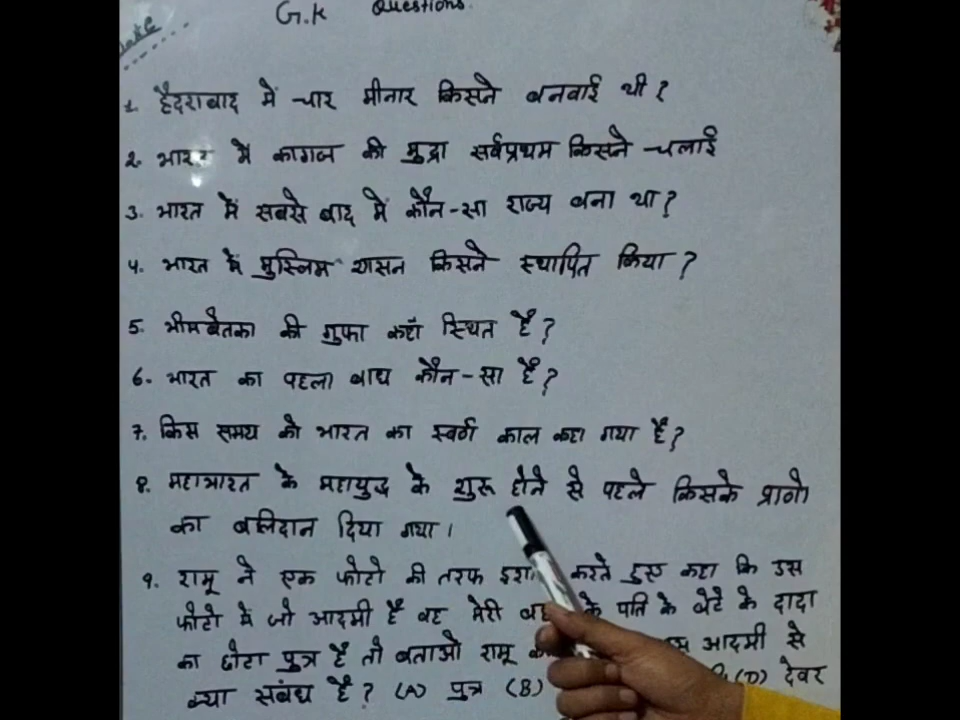 G.K Questions
Date
1. हैदराबाद में चार मीनार किसने बनवाई थी?
2. भारत में कागज की मुद्रा सर्वप्रथम किसने चलाई
3. भारत में सबसे बाद में कौन-सा राज्य बना था?
4. भारत में मुस्लिम शासन किसने स्थापित किया?
5. भीमबेतका की गुफा कहाँ स्थित है?
6. भारत का पहला बाघ कौन-सा है?
7. किस समय को भारत का स्वर्ण काल कहा गया है?
8. महाभारत के महायुद्ध के शुरू होने से पहले किसके प्राणो
का बलिदान दिया गया।
9. रामू ने एक फोटो की तरफ करते हुए कहा कि उस
फोटो में जो आदमी है वह मेरी के पति के बेटे के दादा
का छोटा पुत्र है तो बताओ रामू आदमी से
क्या संबंध है? (A) पुत्र (B) (D) देवर